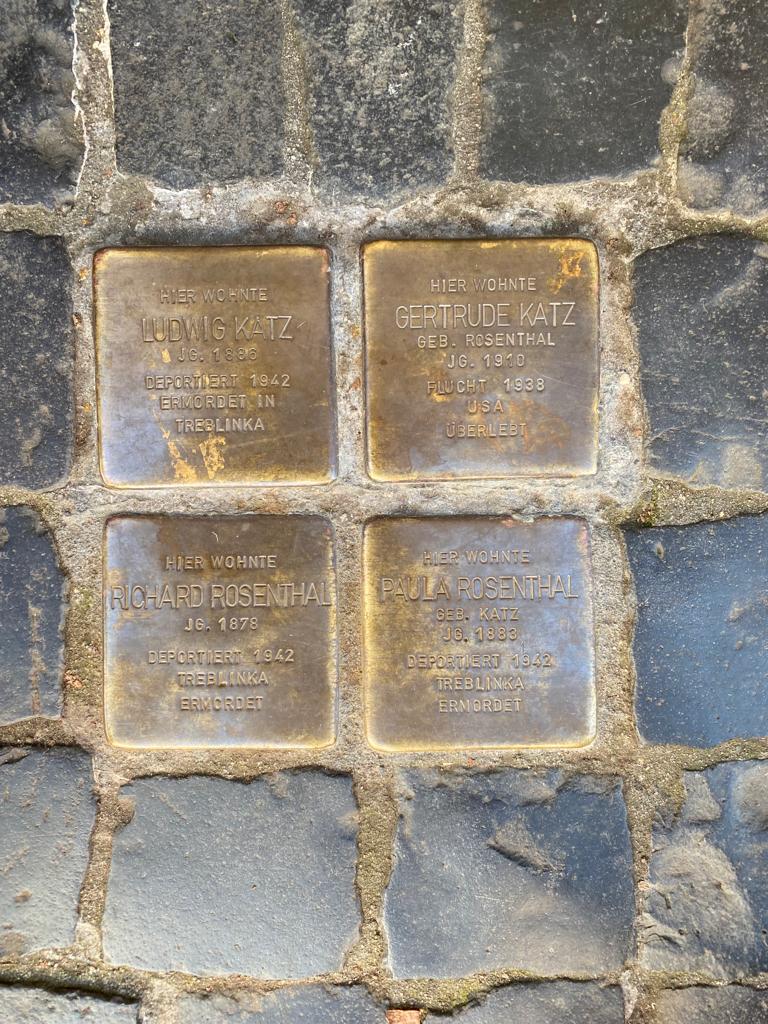 HIER WOHNTE
LUDWIG KATZ
JG. 1886
DEPORTIERT 1942
ERMORDET IN
TREBLINKA
HIER WOHNTE
GERTRUDE KATZ
GEB. ROSENTHAL
JG. 1910
FLUCHT 1938
USA
ÜBERLEBT
HIER WOHNTE
RICHARD ROSENTHAL
JG. 1878
DEPORTIERT 1942
TREBLINKA
ERMORDET
HIER WOHNTE
PAULA ROSENTHAL
GEB. KATZ
JG. 1883
DEPORTIERT 1942
TREBLINKA
ERMORDET